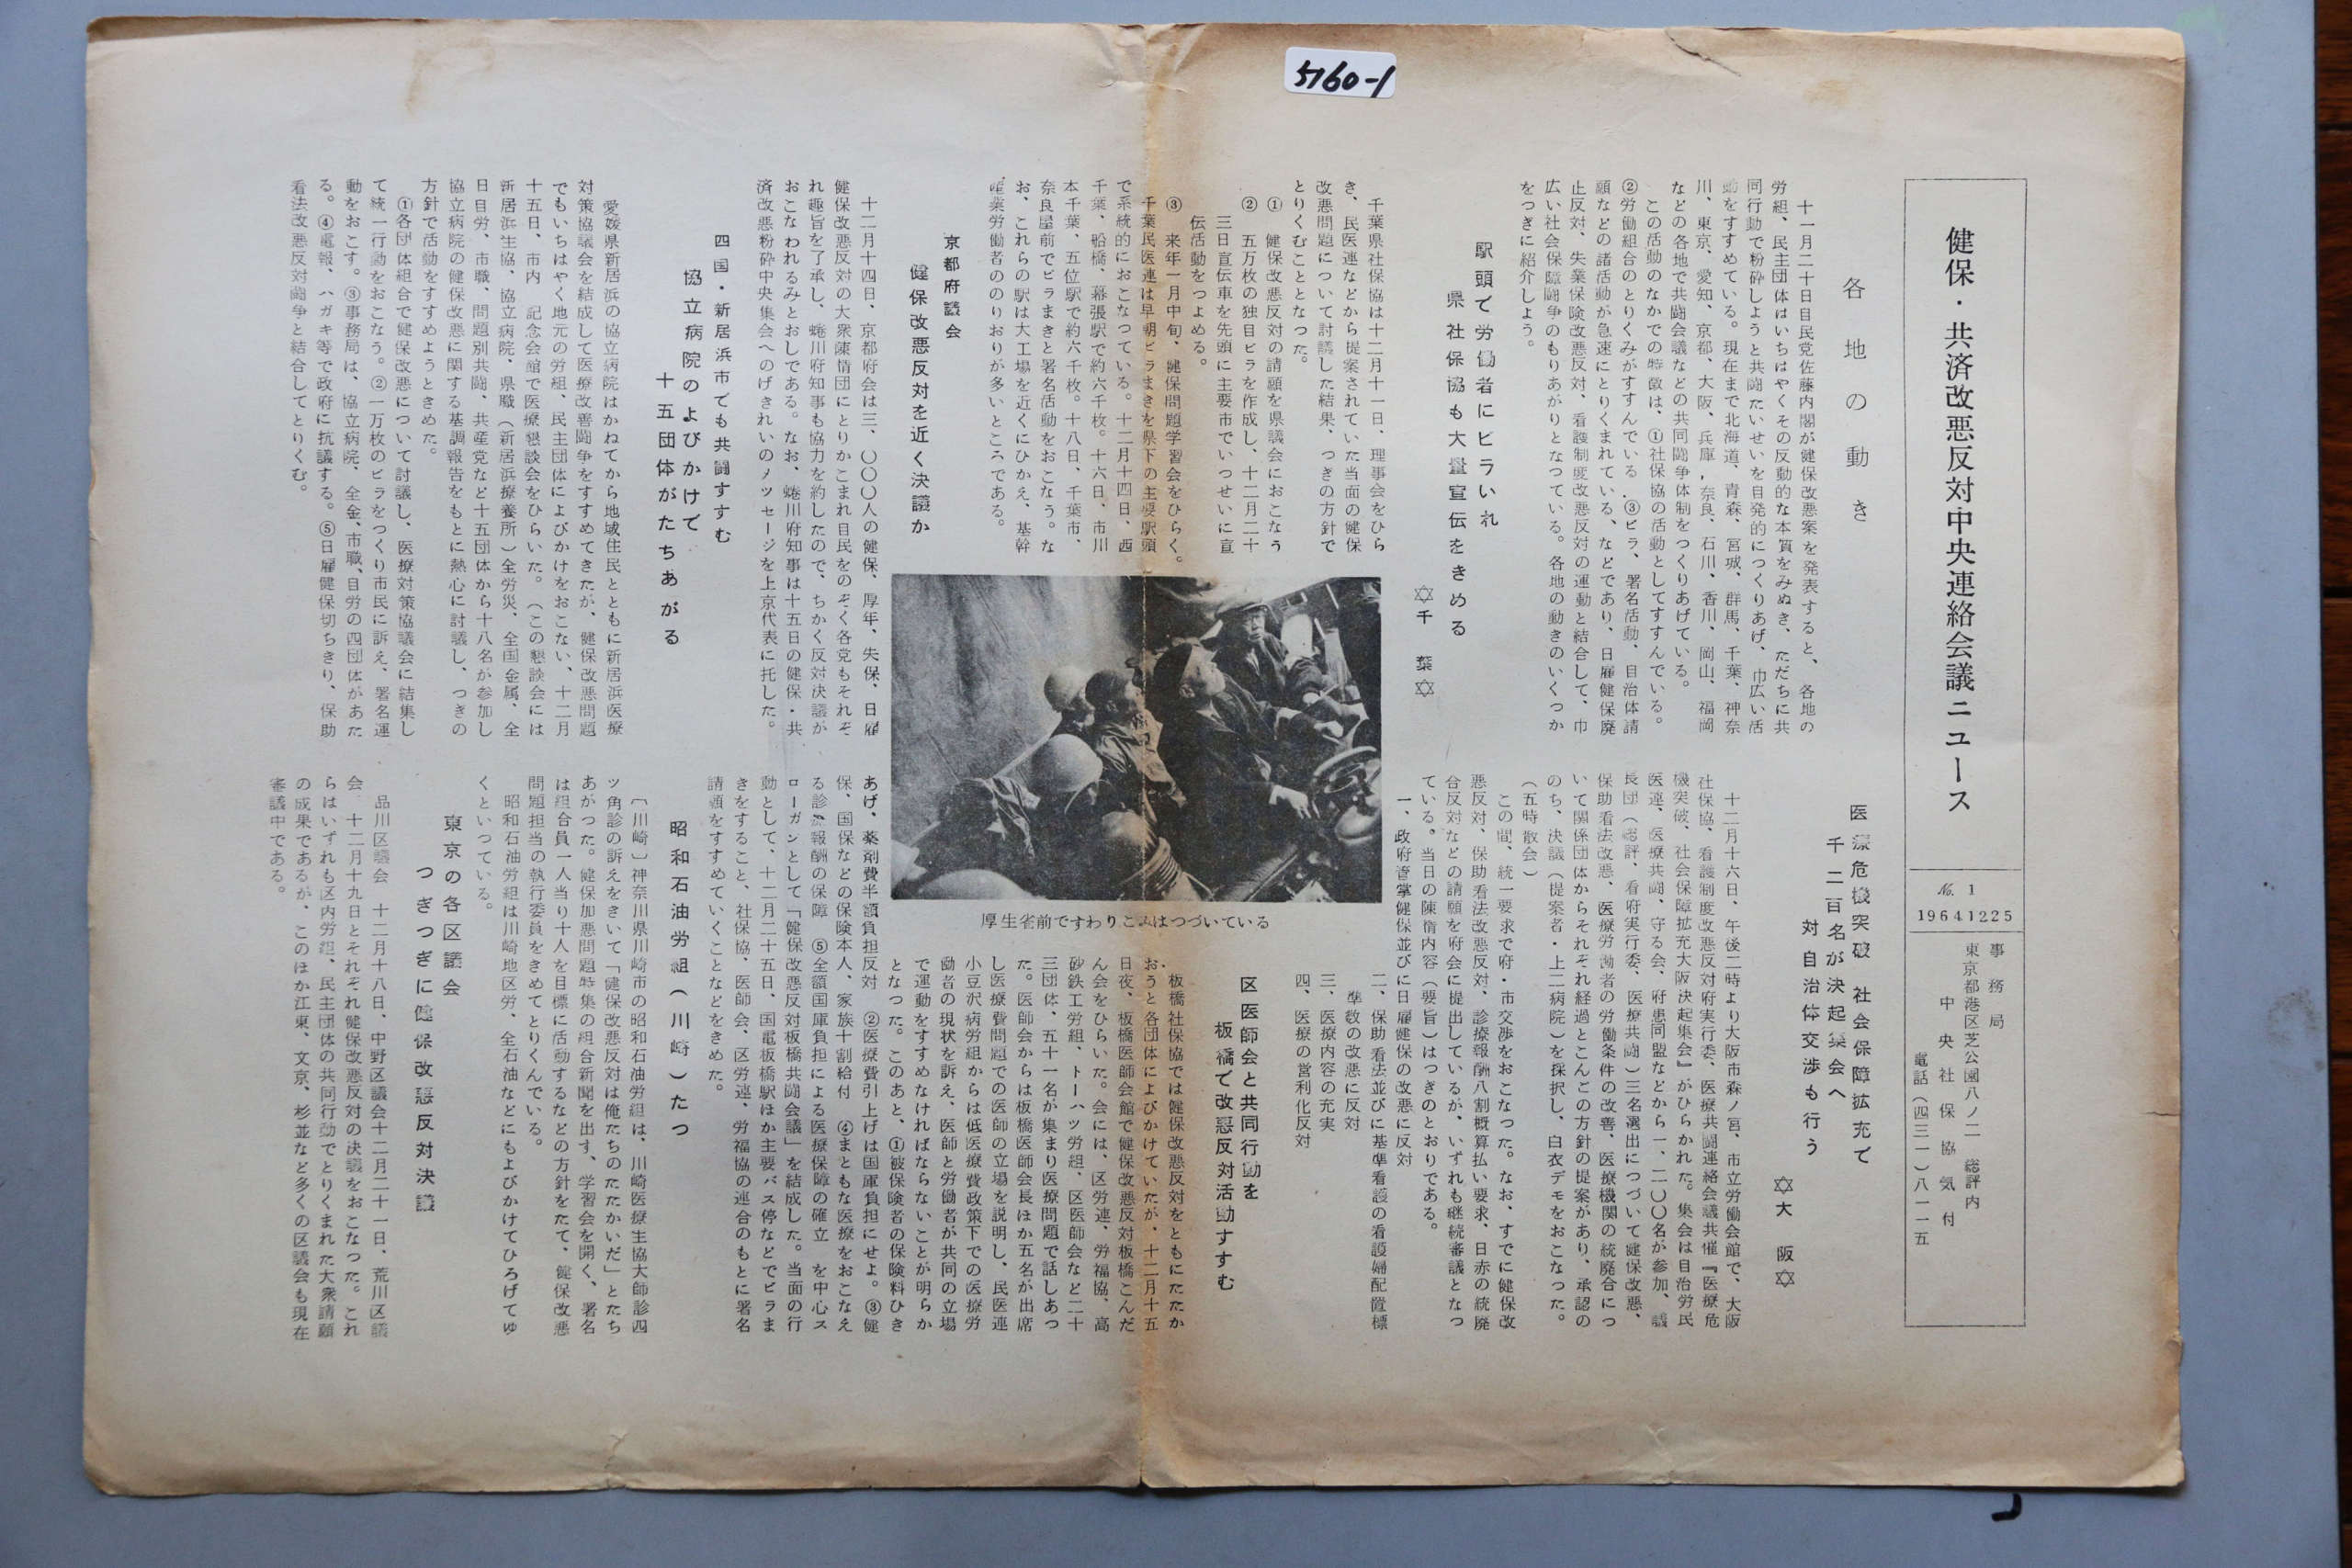 5160-1
健保・共済改悪反対中央連絡会議ニュース
No. 1
19641225
事務局
東京都港区芝公園八ノ二 総評内
中央社保協気付
電話(四三一)八一一五
各地の動き
十一月二十日自民党佐藤内閣が健保改悪案を発表すると、各地の
労組、民主団体はいちはやくその反動的な本質をみぬき、ただちに共
同行動で粉砕しようと共闘たいせいを自発的につくりあげ、巾広い活
動をすすめている。現在まで北海道、青森、宮城、群馬、千葉、神奈
川、東京、愛知、京都、大阪、兵庫,奈良、石川、香川、岡山、福岡
などの各地で共闘会議などの共同闘争体制をつくりあげている。
この活動のなかでの特徴は、①社保協の活動としてすすんでいる。
②労働組合のとりくみがすすんでいる.③ビラ、署名活動、自治体請
願などの諸活動が急速にとりくまれている、などであり、日雇健保廃
止反対、失業保険改悪反対、看護制度改悪反対の運動と結合して、巾
広い社会保障闘争のもりあがりとなつている。各地の動きのいくつか
をつぎに紹介しよう。
駅頭で労働者にビラいれ
県社保協も大量宣伝をきめる
✡千 葉✡
千葉県社保協は十二月十一日、理事会をひら
き、民医連などから提案されていた当面の健保
改悪問題について討議した結果、つぎの方針で
とりくむこととなつた。
① 健保改悪反対の請願を県議会におこなう
② 五万枚の独自ビラを作成し、十二月二十
三日宣伝車を先頭に主要市でいつせいに宣
伝活動をつよめる。
③ 来年一月中旬、健保問題学習会をひらく。
千葉民医連は早朝ビラまきを県下の主要駅頭
で系統的におこなつている。十二月十四日、西
千葉、船橋、幕張駅で約六千枚。十六日、市川
本千葉、五位駅で約六千枚。十八日、千葉市、
奈良屋前でビラまきと署名活動をおこなう。な
お、これらの駅は大工場を近くにひかえ、基幹
産業労働者ののりおりが多いところである。
京都府議会
健保改悪反対を近く決議か
十二月十四日、京都府会は三、〇〇〇人の健保、厚年、失保、日雇
健保改悪反対の大衆陳情団にとりかこまれ自民をのぞく各党もそれぞ
れ趣旨を了承し、蜷川府知事も協力を約したので、ちかく反対決議が
おこなわれるみとおしである。なお、蜷川府知事は十五日の健保・共
済改悪粉砕中央集会へのげきれいのメッセージを上京代表に托した。
四国・新居浜市でも共闘すすむ
協立病院のよびかけで
十五団体がたちあがる
愛媛県新居浜の協立病院はかねてから地域住民とともに新居浜医療
対策協議会を結成して医療改善闘争をすすめてきたが、健保改悪問題
でもいちはやく地元の労組、民主団体によびかけをおこない、十二月
十五日、市内 記念会館で医療懇談会をひらいた。(この懇談会には
新居浜生協、協立病院、県職(新居浜療養所)全労災、全国金属、全
日自労、市職、問題別共闘、共産党など十五団体から十八名が参加し
協立病院の健保改悪に関する基調報告をもとに熱心に討議し、つぎの
方針で活動をすすめようときめた。
①各団体組合で健保改悪について討議し、医療対策協議会に結集し
て統一行動をおこなう。②一万枚のビラをつくり市民に訴え、署名運
動をおこす。③事務局は、協立病院、全金、市職、自労の四団体があた
る。④電報、ハガキ等で政府に抗議する。⑤日雇健保切ちぎり、保助
看法改悪反対闘争と結合してとりくむ。
厚生省前ですわりこみはつづいている
医療危機突破 社会保障拡充で
千二百名が決起集会へ
対自治体交渉も行う
✡大 阪✡
十二月十六日、午後二時より大阪市森ノ宮、市立労働会館で、大阪
社保協、看護制度改悪反対府実行委、医療共闘連絡会議共催『医療危
機突破、社会保障拡充大阪決起集会』がひらかれた。集会は自治労民
医連、医療共闘、守る会、府患同盟などから一、二〇〇名が参加、議
長団(総評、看府実行委、医療共闘)三名選出につづいて健保改悪、
保助看法改悪、医療労働者の労働条件の改善、医療機関の統廃合につ
いて関係団体からそれぞれ経過とこんごの方針の提案があり、承認の
のち、決議(提案者・上二病院)を採択し、白衣デモをおこなつた。
(五時散会)
この間、統一要求で府・市交渉をおこなつた。なお、すでに健保改
悪反対、保助看法改悪反対、診療報酬八割概算払い要求、日赤の統廃
合反対などの請願を府会に提出しているが、いずれも継続審議となつ
ている。当日の陳情内容(要旨)はつぎのとおりである。
一、政府管掌健保並びに日雇健保の改悪に反対
二、保助看法並びに基準看護の看護婦配置標
準数の改悪に反対
三、医療内容の充実
四、医療の営利化反対
区医師会と共同行動を
板橋で改悪反対活動すすむ
板橋社保協では健保改悪反対をともにたたか
おうと各団体によびかけていたが、十二月十五
日夜、板橋医師会館で健保改悪反対板橋こんだ
ん会をひらいた。会には、区労連、労福協、高
砂鉄工労組、トーハツ労組、区医師会など二十
三団体、五十一名が集まり医療問題で話しあつ
た。医師会からは板橋医師会長ほか五名が出席
し医療費問題での医師の立場を説明し、民医連
小豆沢病労組からは低医療費政策下での医療労
働者の現状を訴え、医師と労働者が共同の立場
で運動をすすめなければならないことが明らか
となつた。このあと、①被保険者の保険料ひき
あげ、薬剤費半額負担反対 ②医療費引上げは国庫負担にせよ。③健
保、国保などの保険本人、家族十割給付 ④まともな医療をおこなえ
る診療報酬の保障 ⑤全額国庫負担による医療保障の確立 を中心ス
ローガンとして「健保改悪反対板橋共闘会議」を結成した。当面の行
動として、十二月二十五日、国電板橋駅ほか主要バス停などでビラま
きをすること、社保協、医師会、区労連、労福協の連合のもとに署名
請願をすすめていくことなどをきめた。
昭和石油労組(川崎)たつ
〔川崎〕神奈川県川崎市の昭和石油労組は、川崎医療生協大師診四
ツ角診の訴えをきいて「健保改悪反対は俺たちのたたかいだ」とたち
あがつた。健保加悪問題特集の組合新聞を出す、学習会を開く、署名
は組合員一人当り十人を目標に活動するなどの方針をたて、健保改悪
問題担当の執行委員をきめてとりくんでいる。
昭和石油労組は川崎地区労、全石油などにもよびかけてひろげてゆ
くといつている。
東京の各区議会
つぎつぎに健保改悪反対決議
品川区議会 十二月十八日、中野区議会十二月二十一日、荒川区議
会 十二月十九日とそれぞれ健保改悪反対の決議をおこなつた。これ
らはいずれも区内労組、民主団体の共同行動でとりくまれた大衆請願
の成果であるが、このほか江東、文京、杉並など多くの区議会も現在
審議中である。